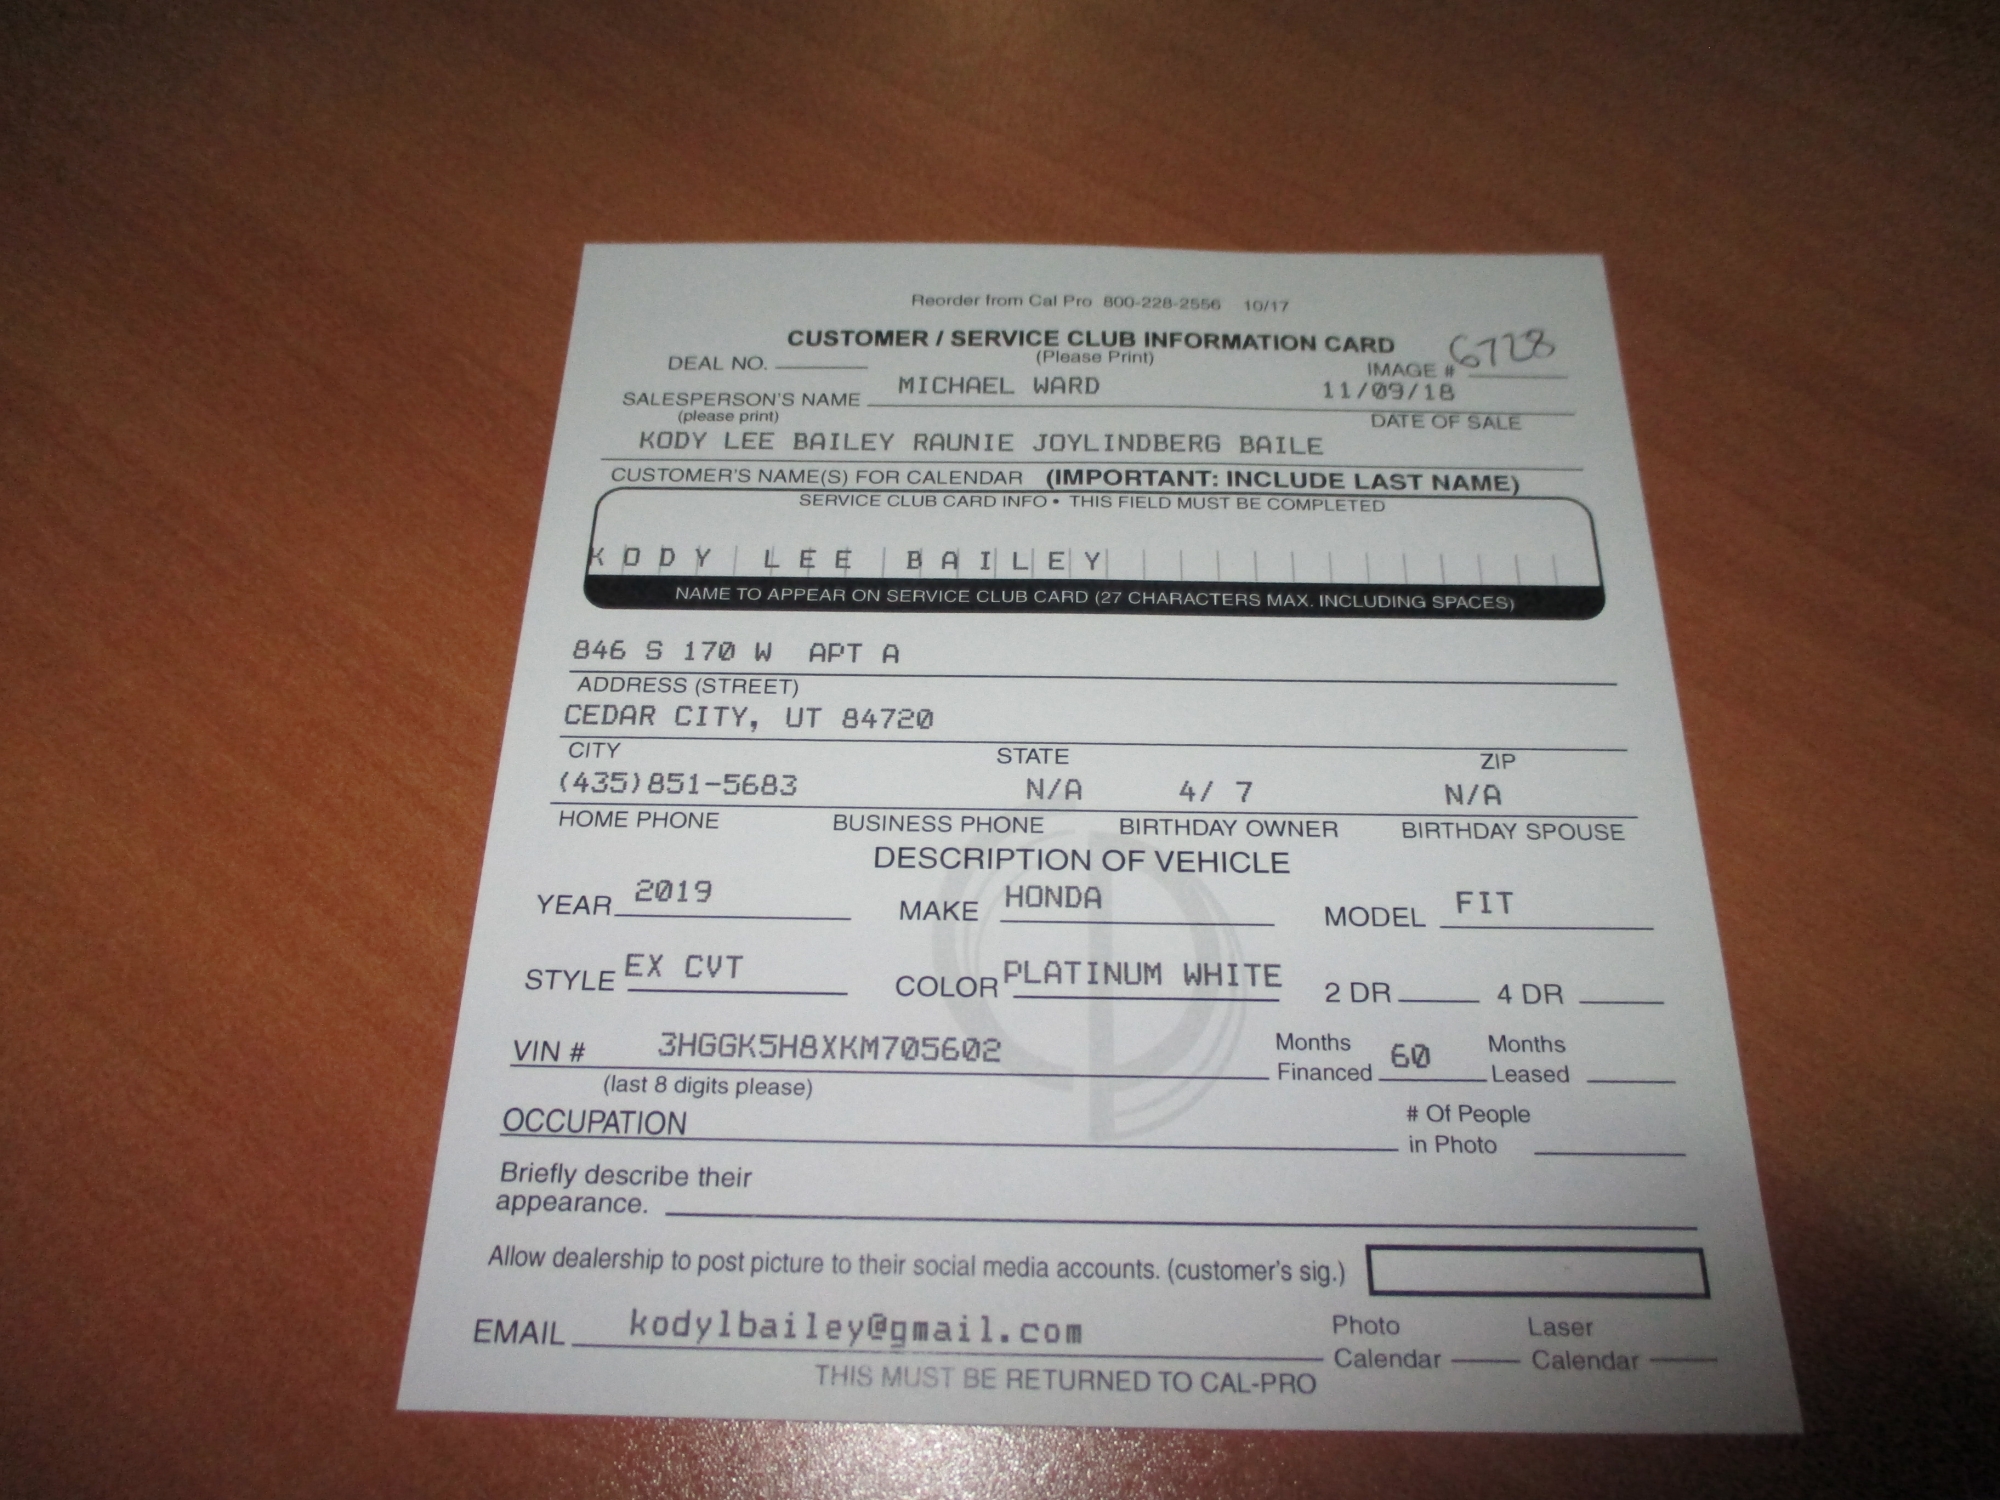 Reorder from Cal Pro 800-228-2556 10/17
CUSTOMER / SERVICE CLUB INFORMATION CARD
(Please Print)
DEAL NO. IMAGE # 6728
SALESPERSON'S NAME MICHAEL WARD 11/09/18
(please print) DATE OF SALE
KODY LEE BAILEY RAUNIE JOYLINDBERG BAILE
CUSTOMER'S NAME(S) FOR CALENDAR (IMPORTANT: INCLUDE LAST NAME)
SERVICE CLUB CARD INFO • THIS FIELD MUST BE COMPLETED
KODY LEE BAILEY
NAME TO APPEAR ON SERVICE CLUB CARD (27 CHARACTERS MAX. INCLUDING SPACES)
846 S 170 W APT A
ADDRESS (STREET)
CEDAR CITY, UT 84720
CITY STATE ZIP
(435)851-5683 N/A 4/ 7 N/A
HOME PHONE BUSINESS PHONE BIRTHDAY OWNER BIRTHDAY SPOUSE
DESCRIPTION OF VEHICLE
YEAR 2019 MAKE HONDA MODEL FIT
STYLE EX CVT COLOR PLATINUM WHITE 2 DR 4 DR
VIN # 3HGGK5H8XKM705602 Months Financed 60 Months Leased
(last 8 digits please)
OCCUPATION # Of People in Photo
Briefly describe their
appearance.
Allow dealership to post picture to their social media accounts. (customer's sig.)
EMAIL kodylbailey@gmail.com Photo Calendar Laser Calendar
THIS MUST BE RETURNED TO CAL-PRO